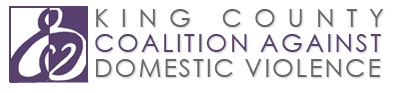 KING COUNTY
COALITION AGAINST
DOMESTIC VIOLENCE